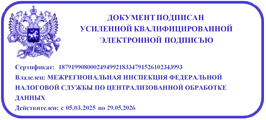 ДОКУМЕНТ ПОДПИСАН
УСИЛЕННОЙ КВАЛИФИЦИРОВАННОЙ
ЭЛЕКТРОННОЙ ПОДПИСЬЮ
Сертификат: 187919908000249499218334791526102343993
Владелец: МЕЖРЕГИОНАЛЬНАЯ ИНСПЕКЦИЯ ФЕДЕРАЛЬНОЙ
НАЛОГОВОЙ СЛУЖБЫ ПО ЦЕНТРАЛИЗОВАННОЙ ОБРАБОТКЕ
ДАННЫХ
Действителен: с 05.03.2025 по 29.05.2026